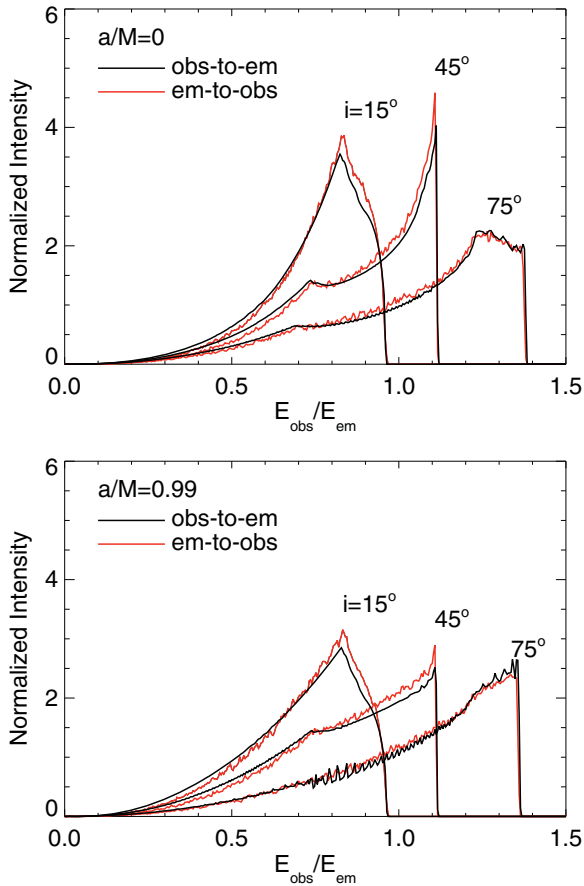 6
a/M=0
45°
obs-to-em
em-to-obs
i=15°
4
75°
2
0
Normalized Intensity
0.0 0.5 1.0 1.5
E_obs/E_em
6
a/M=0.99
obs-to-em
em-to-obs
4
i=15°
45°
75°
2
0
Normalized Intensity
0.0 0.5 1.0 1.5
E_obs/E_em